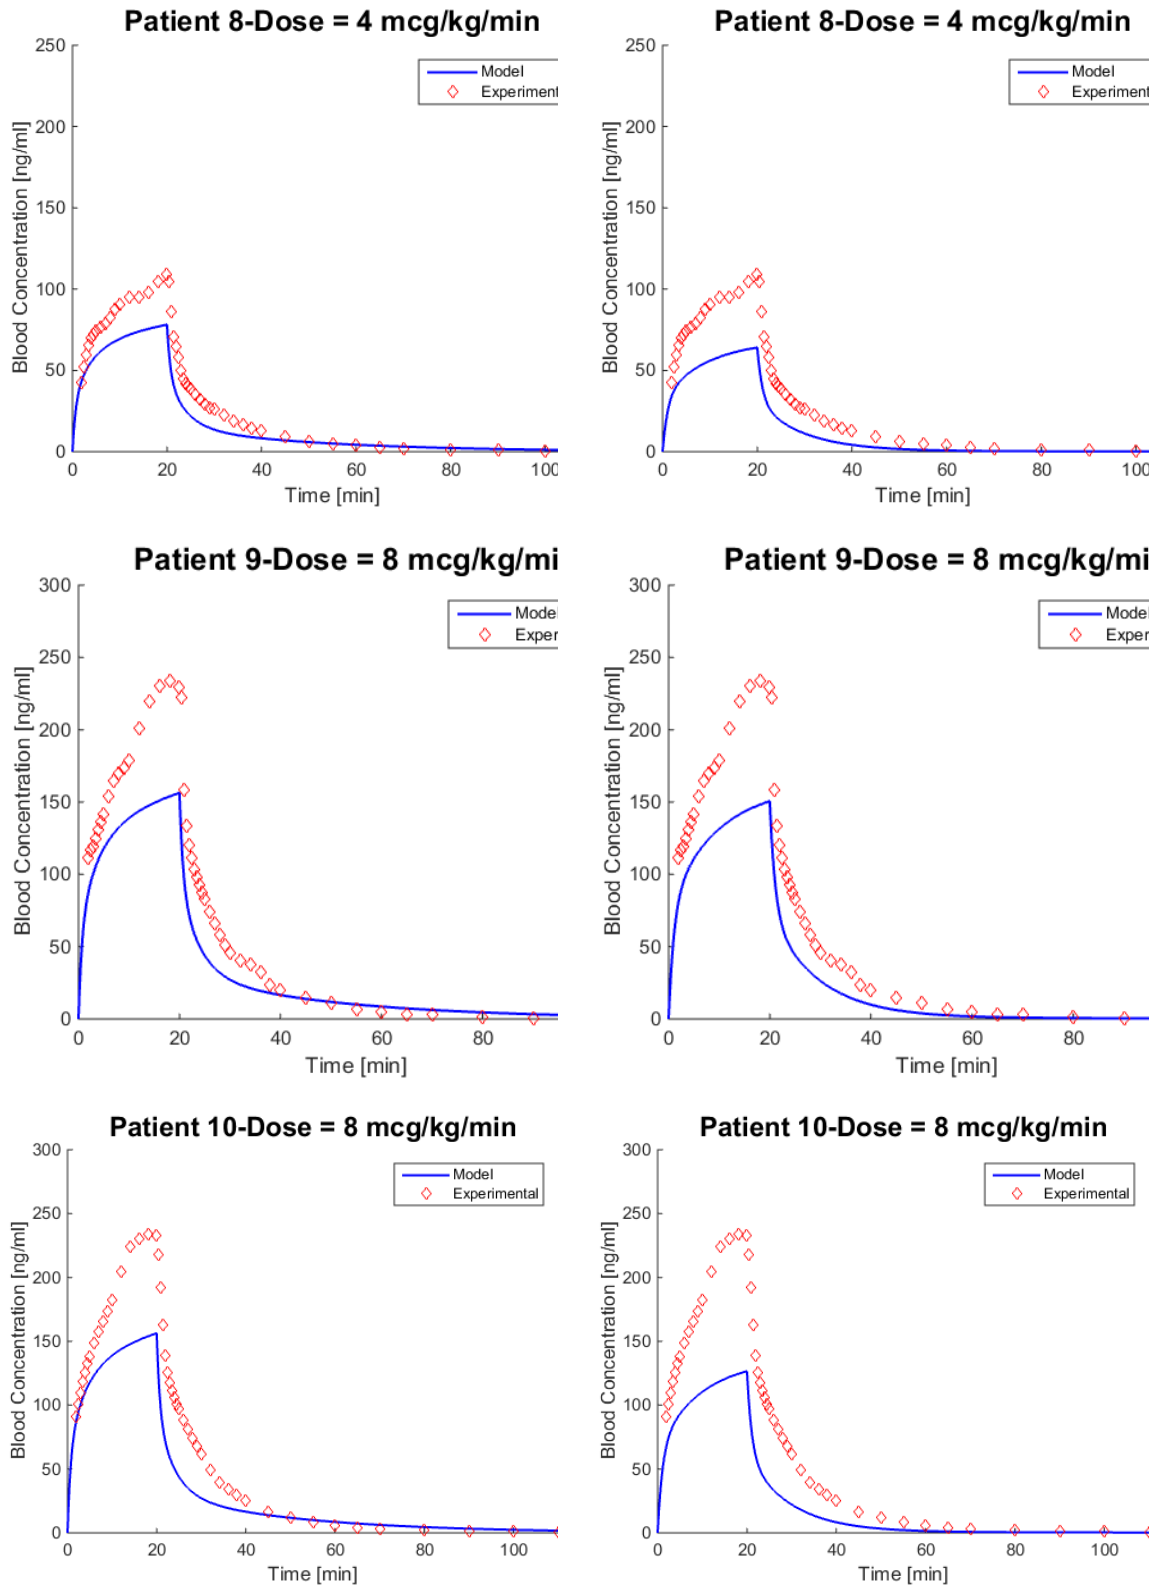 Patient 8-Dose = 4 mcg/kg/min
250
200
150
100
50
0
Blood Concentration [ng/ml]
Model
Experimental
0 20 40 60 80 100
Time [min]
Patient 8-Dose = 4 mcg/kg/min
250
200
150
100
50
0
Blood Concentration [ng/ml]
Model
Experimental
0 20 40 60 80 100
Time [min]
Patient 9-Dose = 8 mcg/kg/mi
300
250
200
150
100
50
0
Blood Concentration [ng/ml]
Model
Exper
0 20 40 60 80
Time [min]
Patient 9-Dose = 8 mcg/kg/mi
300
250
200
150
100
50
0
Blood Concentration [ng/ml]
Model
Exper
0 20 40 60 80
Time [min]
Patient 10-Dose = 8 mcg/kg/min
300
250
200
150
100
50
0
Blood Concentration [ng/ml]
Model
Experimental
0 20 40 60 80 100
Time [min]
Patient 10-Dose = 8 mcg/kg/min
300
250
200
150
100
50
0
Blood Concentration [ng/ml]
Model
Experimental
0 20 40 60 80 100
Time [min]